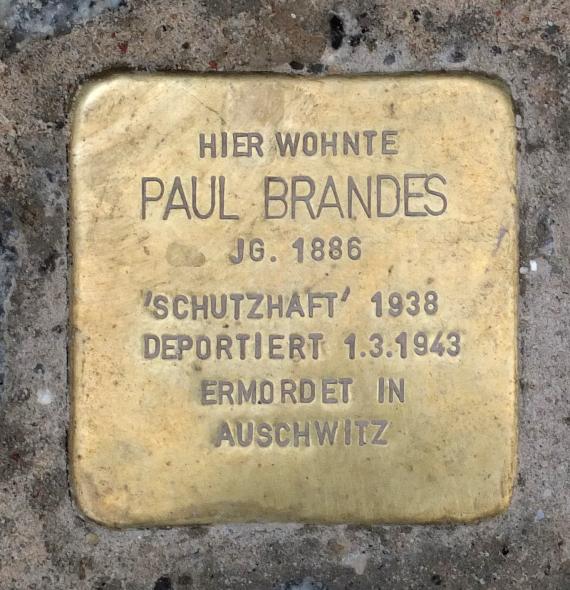 HIER WOHNTE
PAUL BRANDES
JG. 1886
'SCHUTZHAFT' 1938
DEPORTIERT 1.3.1943
ERMORDET IN
AUSCHWITZ